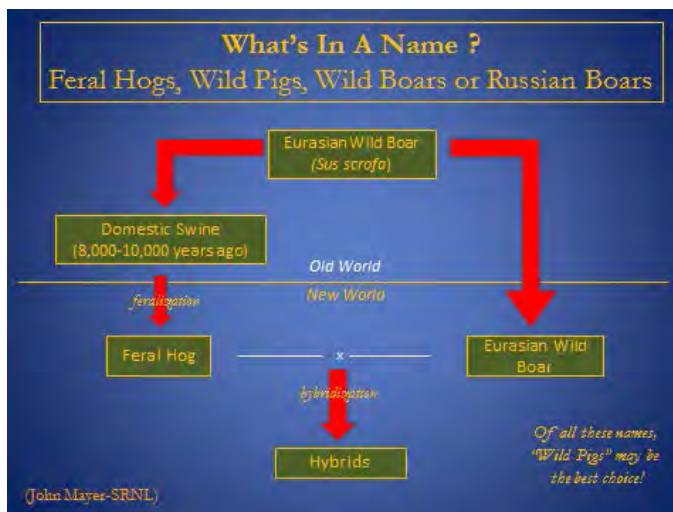 What's In A Name ?
Feral Hogs, Wild Pigs, Wild Boars or Russian Boars
Eurasian Wild Boar
(Sus scrofa)
Domestic Swine
(8,000-10,000 years ago)
Old World
New World
feralization
Feral Hog
x
Eurasian Wild
Boar
hybridization
Hybrids
Of all these names,
"Wild Pigs" may be
the best choice!
(John Mayer-SRNL)